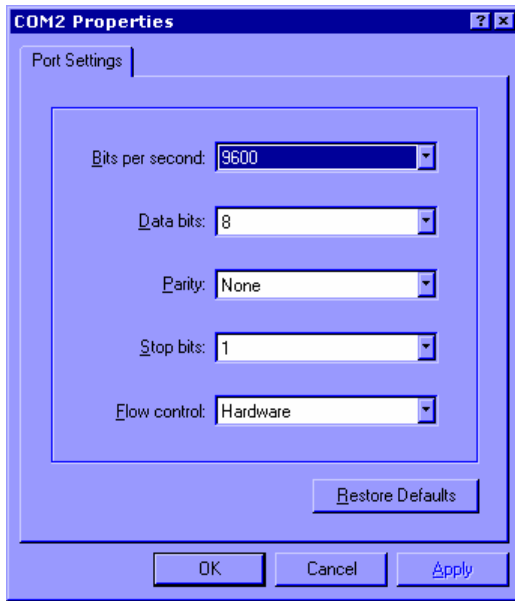 COM2 Properties
Port Settings
Bits per second: 9600
Data bits: 8
Parity: None
Stop bits: 1
Flow control: Hardware
Restore Defaults
OK Cancel Apply